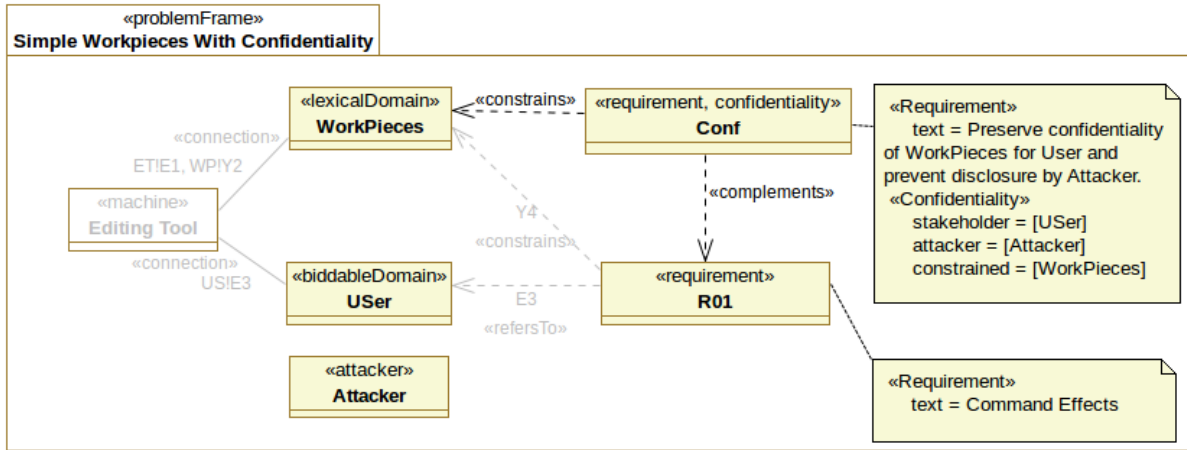 «problemFrame»
Simple Workpieces With Confidentiality
«lexicalDomain»
WorkPieces
«constrains»
«requirement, confidentiality»
Conf
«Requirement»
text = Preserve confidentiality
of WorkPieces for User and
prevent disclosure by Attacker.
«Confidentiality»
stakeholder = [USer]
attacker = [Attacker]
constrained = [WorkPieces]
«connection»
ET!E1, WP!Y2
«machine»
Editing Tool
«complements»
Y4
«constrains»
«connection»
US!E3
«biddableDomain»
USer
E3
«refersTo»
«requirement»
R01
«attacker»
Attacker
«Requirement»
text = Command Effects